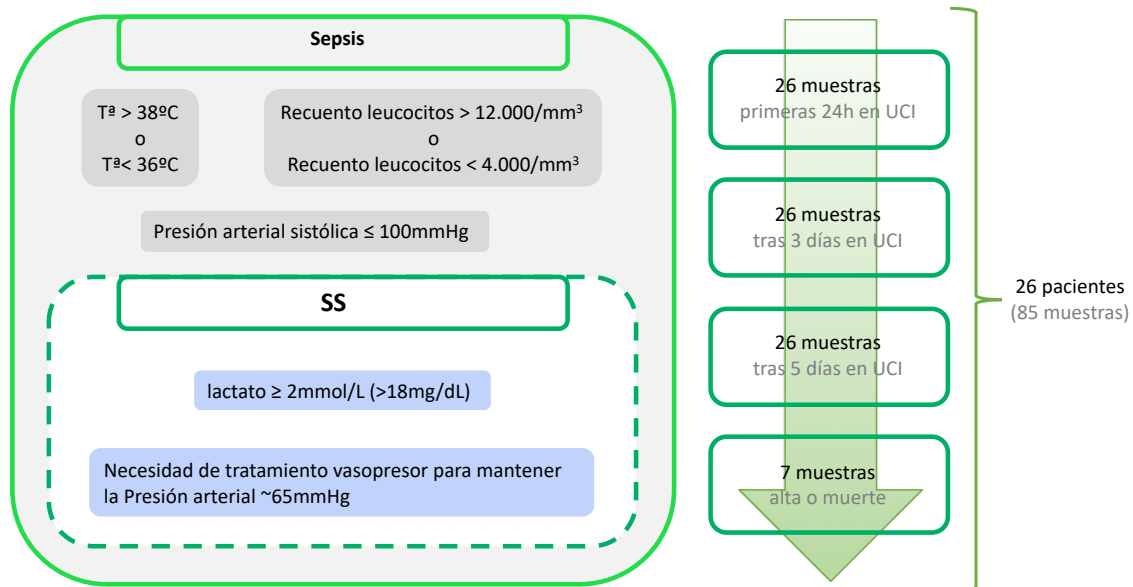 Sepsis
Tª > 38ºC
o
Tª< 36ºC
Recuento leucocitos > 12.000/mm³
o
Recuento leucocitos < 4.000/mm³
Presión arterial sistólica ≤ 100mmHg
SS
lactato ≥ 2mmol/L (>18mg/dL)
Necesidad de tratamiento vasopresor para mantener
la Presión arterial ~65mmHg
26 muestras
primeras 24h en UCI
26 muestras
tras 3 días en UCI
26 muestras
tras 5 días en UCI
7 muestras
alta o muerte
26 pacientes
(85 muestras)